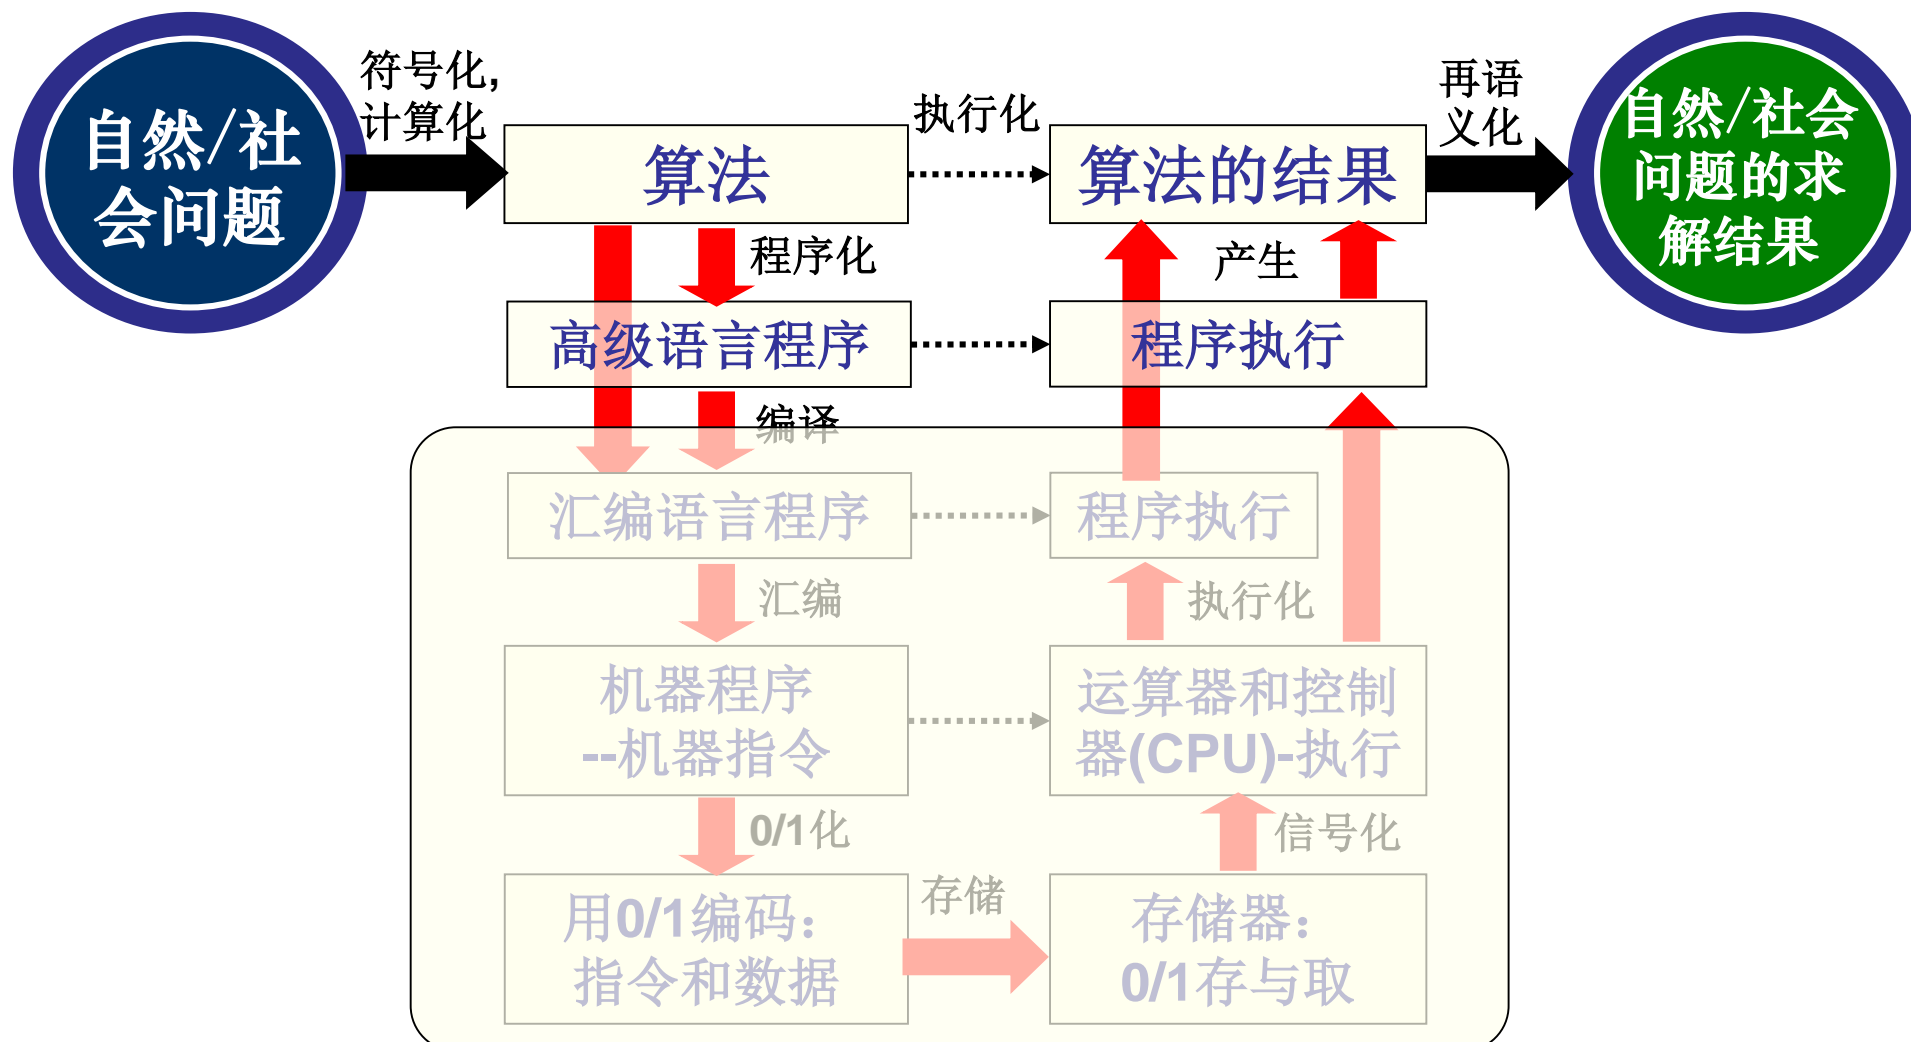 自然/社
会问题
符号化,
计算化
算法
执行化
算法的结果
再语
义化
自然/社会
问题的求
解结果
程序化
产生
高级语言程序
程序执行
编译
汇编语言程序
程序执行
汇编
执行化
机器程序
--机器指令
运算器和控制
器(CPU)-执行
0/1化
信号化
用0/1编码：
指令和数据
存储
存储器：
0/1存与取